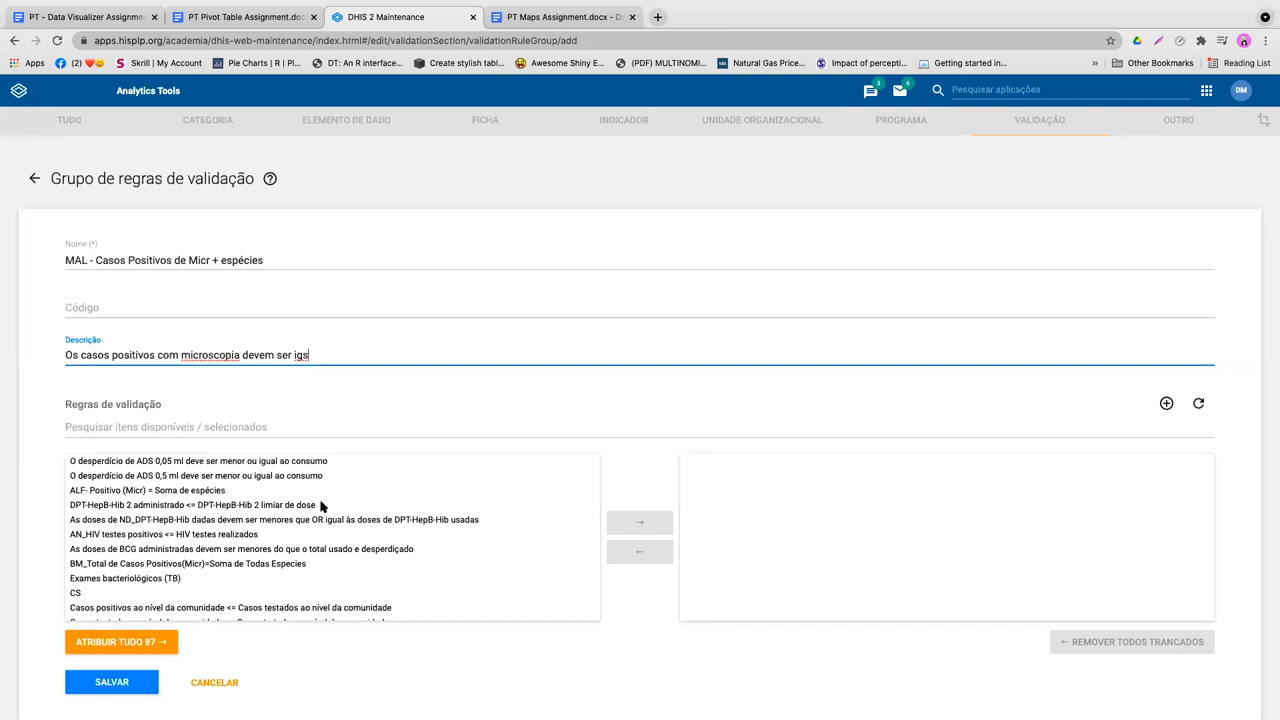 PT - Data Visualizer Assignme
PT Pivot Table Assignment.doc
DHIS 2 Maintenance
PT Maps Assignment.docx - D
apps.hisplp.org/academia/dhis-web-maintenance/index.html#/edit/validationSection/validationRuleGroup/add
Apps
(2) ❤️😄
Skrill | My Account
Pie Charts | R | Pl...
DT: An R interface...
Create stylish tabl...
Awesome Shiny E...
(PDF) MULTINOMI...
Natural Gas Price...
Impact of percepti...
Getting started in...
»
Other Bookmarks
Reading List
Analytics Tools
3
6
Pesquisar aplicações
DM
TUDO
CATEGORIA
ELEMENTO DE DADO
FICHA
INDICADOR
UNIDADE ORGANIZACIONAL
PROGRAMA
VALIDAÇÃO
OUTRO
Grupo de regras de validação
Nome (*)
MAL - Casos Positivos de Micr + espécies
Código
Descrição
Os casos positivos com microscopia devem ser igs
Regras de validação
Pesquisar itens disponíveis / selecionados
O desperdício de ADS 0,05 ml deve ser menor ou igual ao consumo
O desperdício de ADS 0,5 ml deve ser menor ou igual ao consumo
ALF- Positivo (Micr) = Soma de espécies
DPT-HepB-Hib 2 administrado <= DPT-HepB-Hib 2 limiar de dose
As doses de ND_DPT-HepB-Hib dadas devem ser menores que OR igual às doses de DPT-HepB-Hib usadas
AN_HIV testes positivos <= HIV testes realizados
As doses de BCG administradas devem ser menores do que o total usado e desperdiçado
BM_Total de Casos Positivos(Micr)=Soma de Todas Especies
Exames bacteriológicos (TB)
CS
Casos positivos ao nível da comunidade <= Casos testados ao nível da comunidade
ATRIBUIR TUDO 87 →
← REMOVER TODOS TRANCADOS
SALVAR
CANCELAR